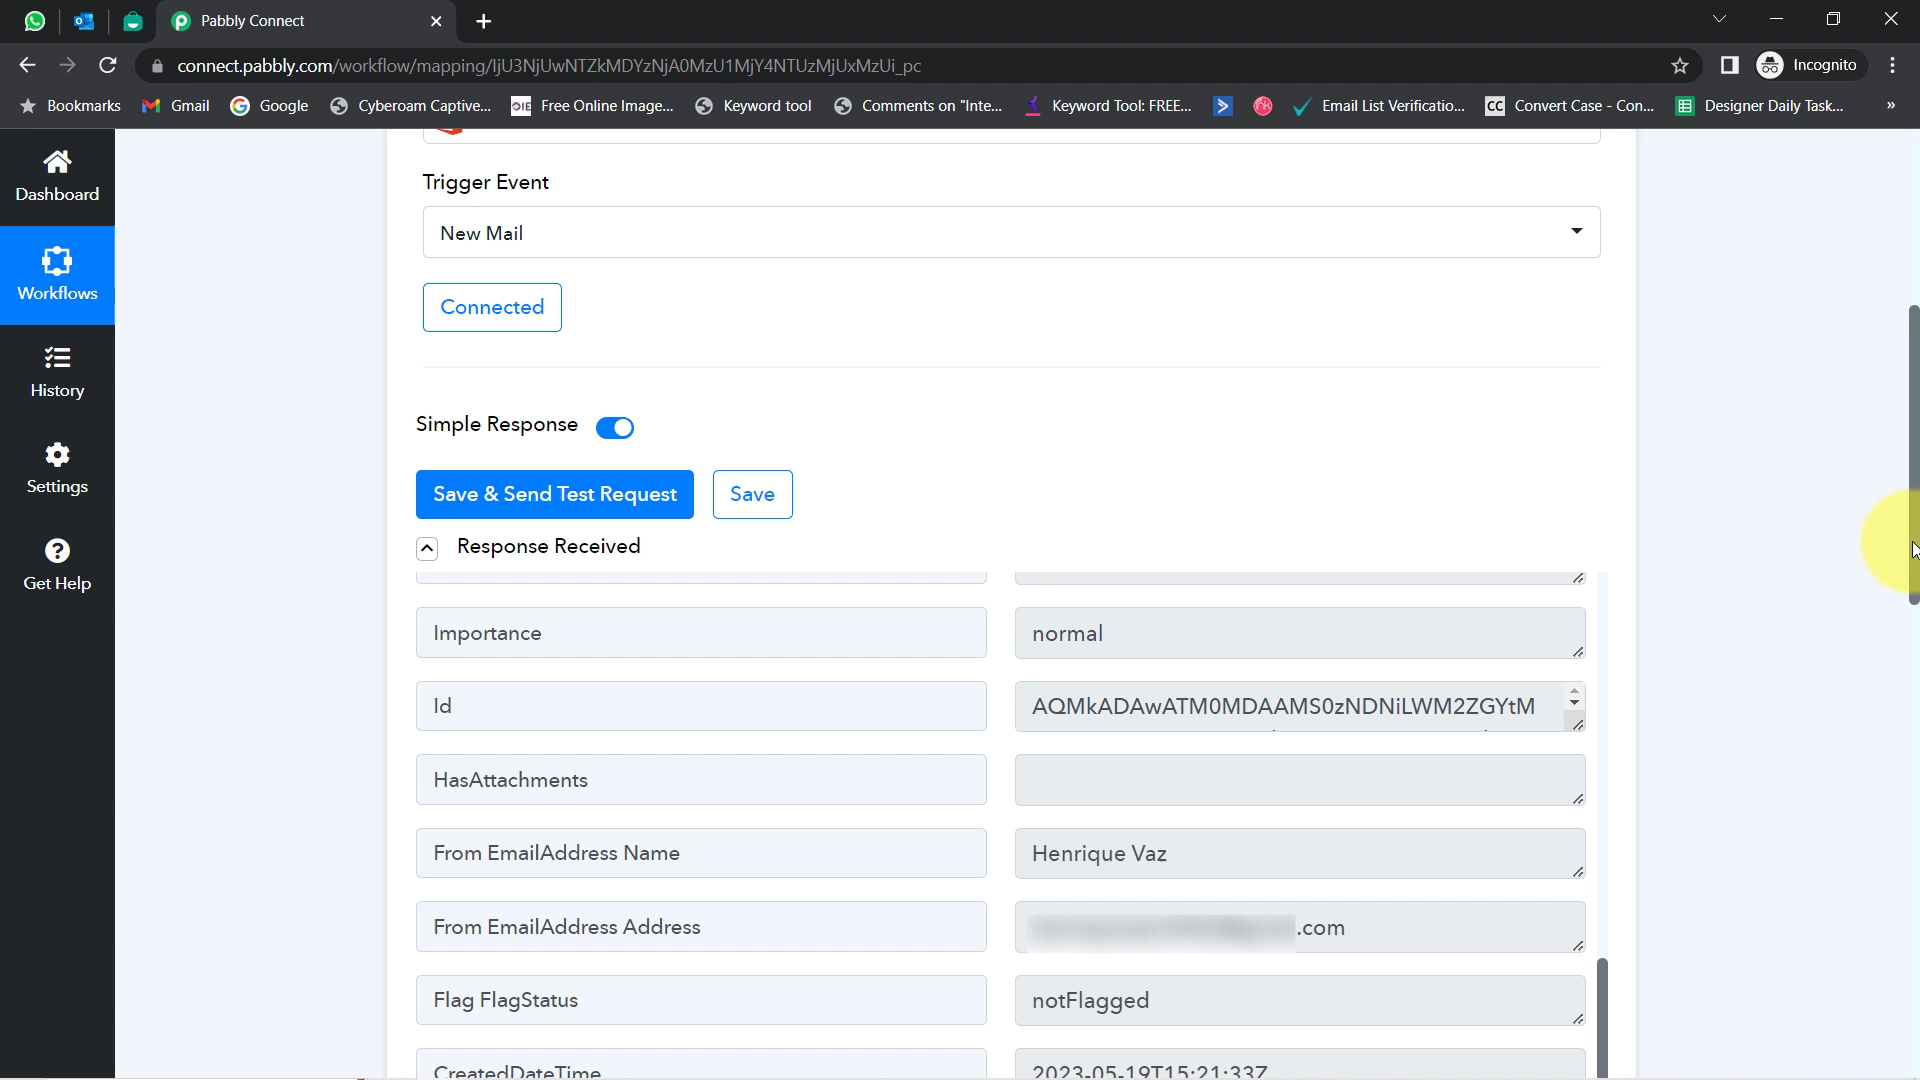 Pabbly Connect
connect.pabbly.com/workflow/mapping/IjU3NjUwNTZkMDYzNjA0MzU1MjY4NTUzMjUxMzUi_pc
Incognito
Bookmarks
Gmail
Google
Cyberoam Captive...
OIE
Free Online Image...
Keyword tool
Comments on "Inte...
Keyword Tool: FREE...
Email List Verificatio...
CC
Convert Case - Con...
Designer Daily Task...
»
Dashboard
Workflows
History
Settings
Get Help
Trigger Event
New Mail
Connected
Simple Response
Save & Send Test Request
Save
Response Received
Importance
normal
Id
AQMkADAwATM0MDAAMS0zNDNiLWM2ZGYtM
HasAttachments
From EmailAddress Name
Henrique Vaz
From EmailAddress Address
.com
Flag FlagStatus
notFlagged
CreatedDateTime
2023-05-19T15:21:33Z